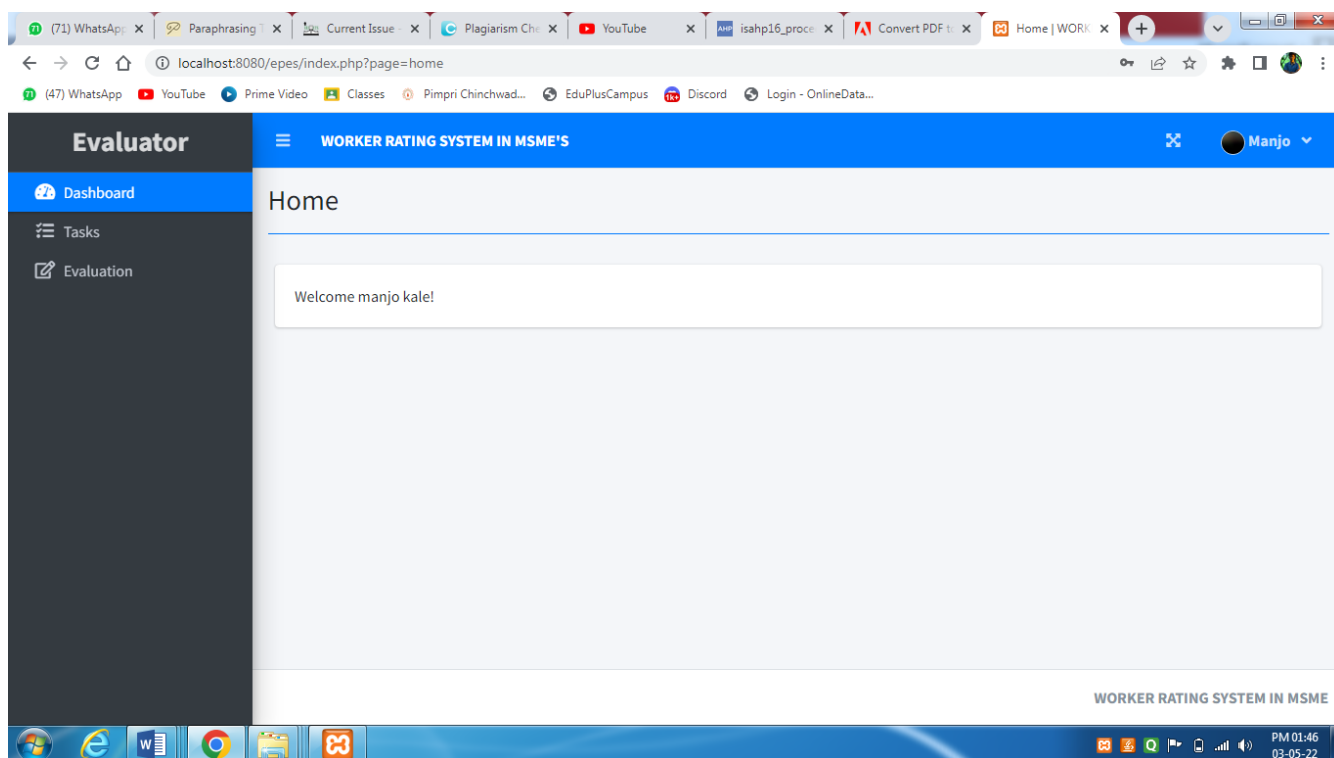 (71) WhatsApp
Paraphrasing T
Current Issue -
Plagiarism Che
YouTube
isahp16_proce
Convert PDF to
Home | WORK
localhost:8080/epes/index.php?page=home
(47) WhatsApp YouTube Prime Video Classes Pimpri Chinchwad... EduPlusCampus Discord Login - OnlineData...
Evaluator
WORKER RATING SYSTEM IN MSME'S
Manjo
Dashboard
Home
Tasks
Evaluation
Welcome manjo kale!
WORKER RATING SYSTEM IN MSME
PM 01:46
03-05-22